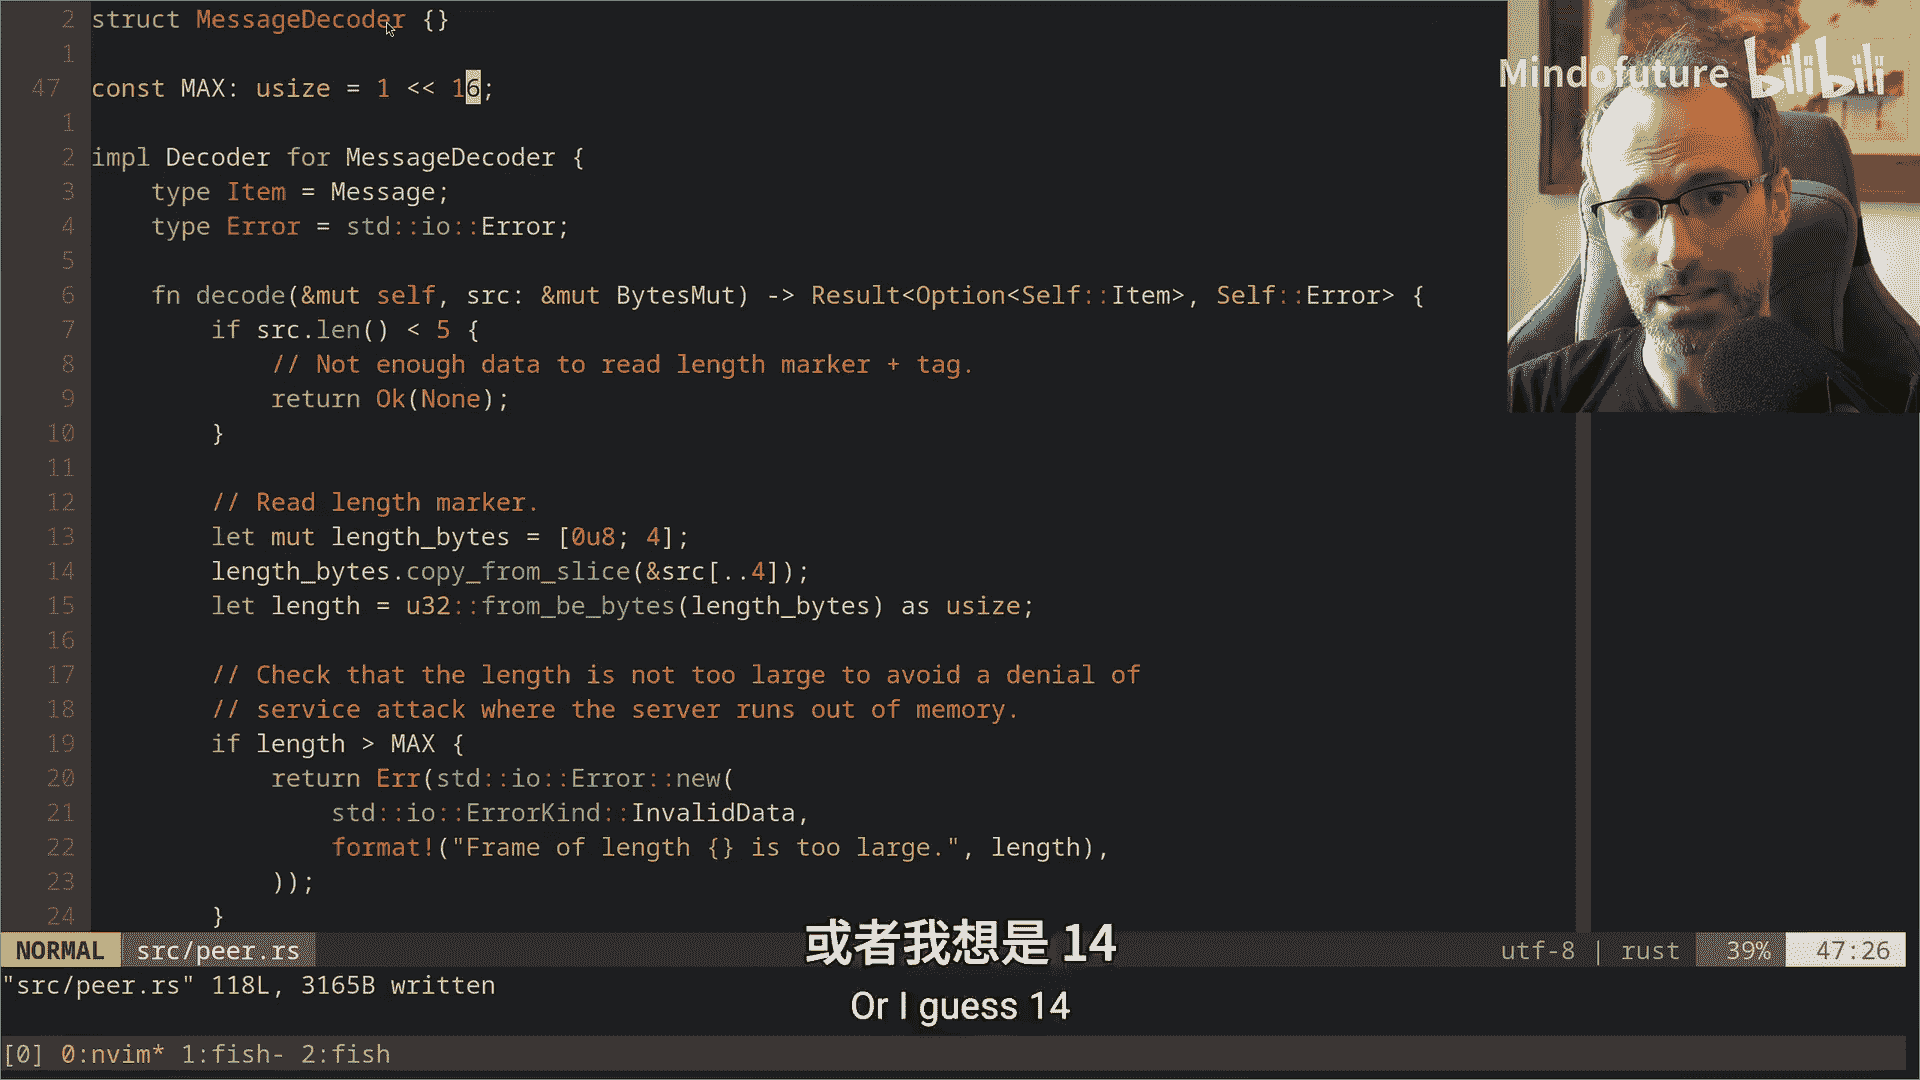 2 struct MessageDecoder {}
1
47 const MAX: usize = 1 << 16;
1
2 impl Decoder for MessageDecoder {
3     type Item = Message;
4     type Error = std::io::Error;
5
6     fn decode(&mut self, src: &mut BytesMut) -> Result<Option<Self::Item>, Self::Error> {
7         if src.len() < 5 {
8             // Not enough data to read length marker + tag.
9             return Ok(None);
10         }
11
12         // Read length marker.
13         let mut length_bytes = [0u8; 4];
14         length_bytes.copy_from_slice(&src[..4]);
15         let length = u32::from_be_bytes(length_bytes) as usize;
16
17         // Check that the length is not too large to avoid a denial of
18         // service attack where the server runs out of memory.
19         if length > MAX {
20             return Err(std::io::Error::new(
21                 std::io::ErrorKind::InvalidData,
22                 format!("Frame of length {} is too large.", length),
23             ));
24         }
Mindofuture bilibili
或者我想是 14
Or I guess 14
NORMAL src/peer.rs utf-8 | rust 39% 47:26
"src/peer.rs" 118L, 3165B written
[0] 0:nvim* 1:fish- 2:fish